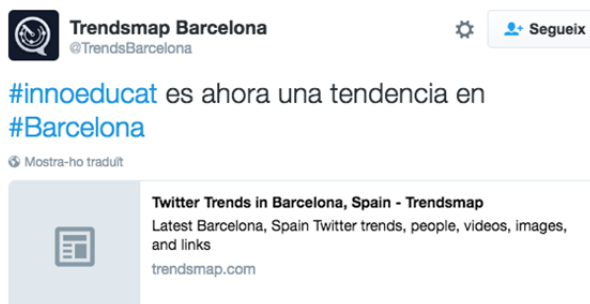 Trendsmap Barcelona
@TrendsBarcelona
Segueix
#innoeducat es ahora una tendencia en
#Barcelona
Mostra-ho traduït
Twitter Trends in Barcelona, Spain - Trendsmap
Latest Barcelona, Spain Twitter trends, people, videos, images,
and links
trendsmap.com